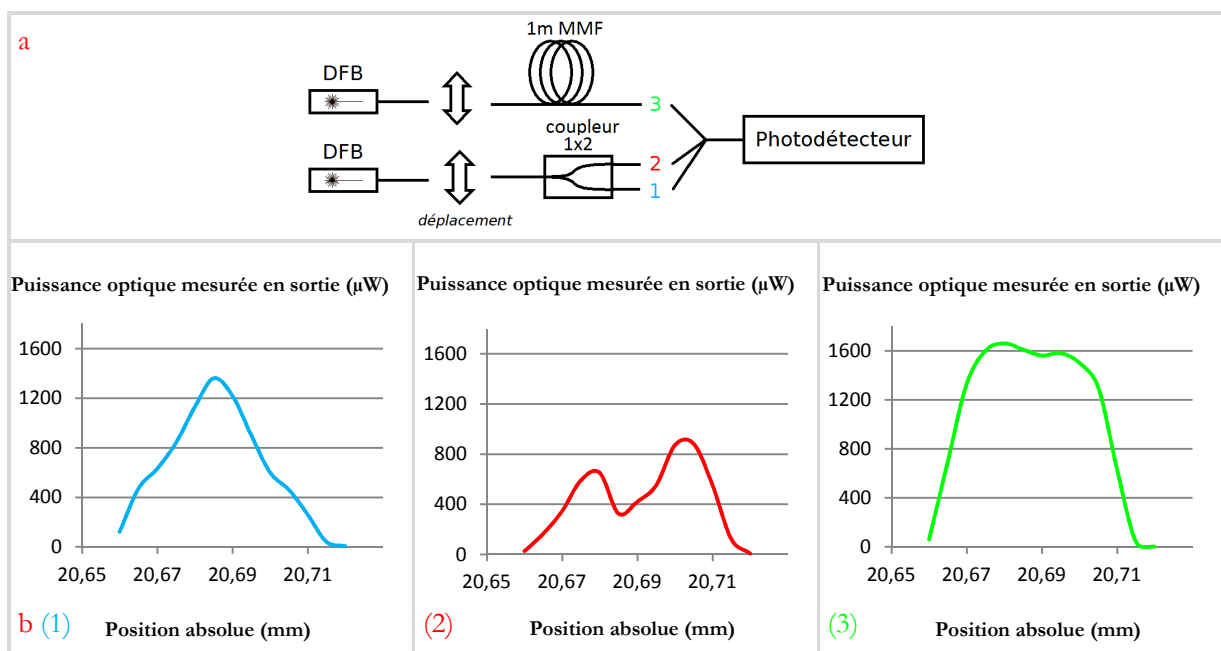 a
1m MMF
DFB
3
coupleur
1x2
DFB
2
1
Photodétecteur
déplacement
Puissance optique mesurée en sortie (µW)
1600
1200
800
400
0
20,65 20,67 20,69 20,71
b (1) Position absolue (mm)
Puissance optique mesurée en sortie (µW)
1600
1200
800
400
0
20,65 20,67 20,69 20,71
(2) Position absolue (mm)
Puissance optique mesurée en sortie (µW)
1600
1200
800
400
0
20,65 20,67 20,69 20,71
(3) Position absolue (mm)